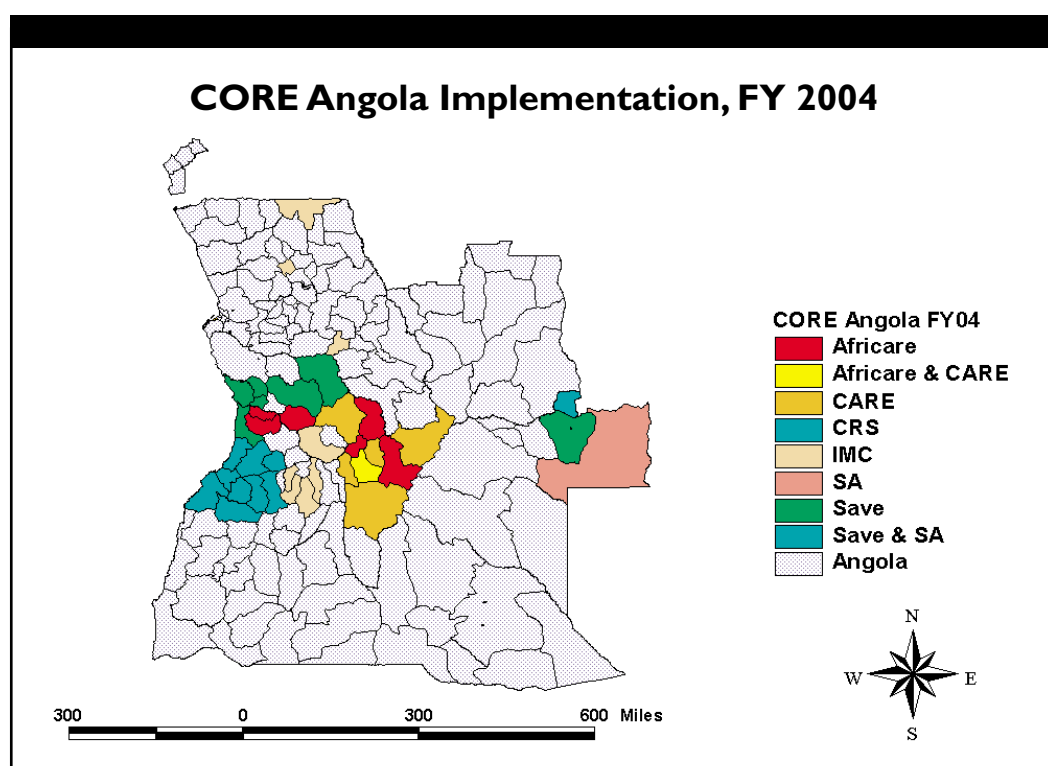 CORE Angola Implementation, FY 2004
CORE Angola FY04
Africare
Africare & CARE
CARE
CRS
IMC
SA
Save
Save & SA
Angola
N
W E
S
300 0 300 600 Miles